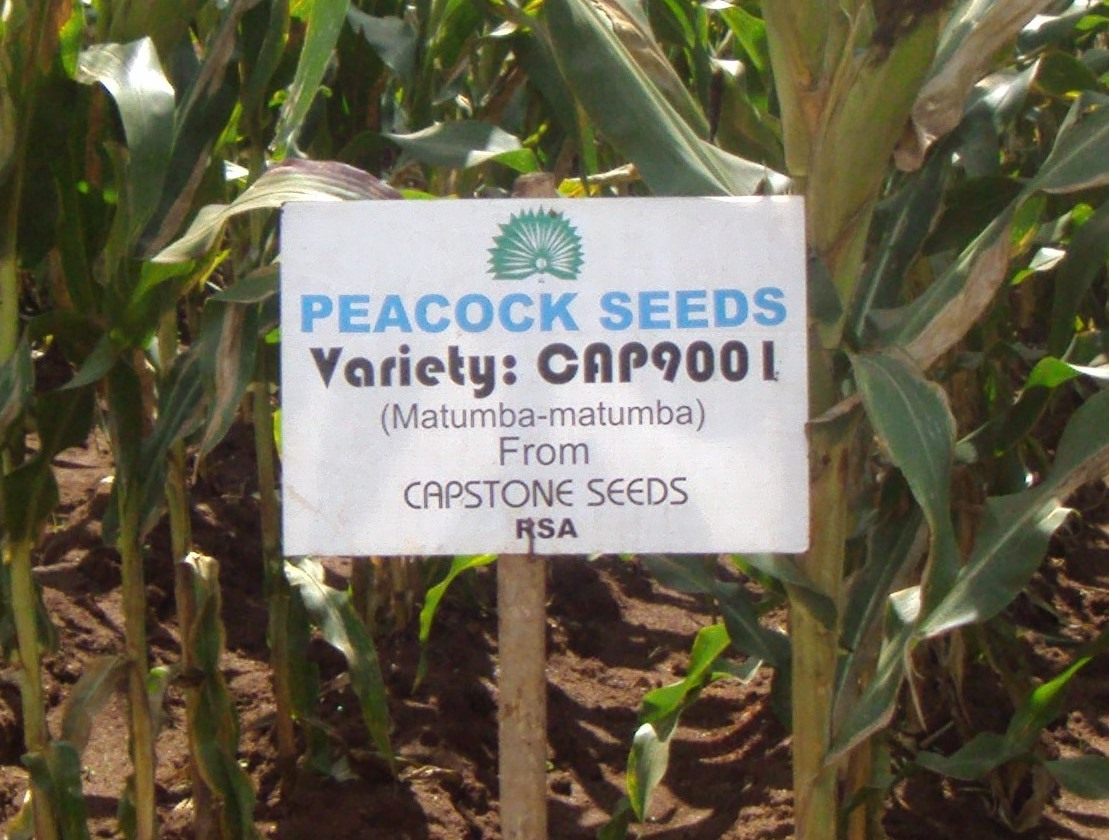 PEACOCK SEEDS
Variety: CAP9001
(Matumba-matumba)
From
CAPSTONE SEEDS
RSA